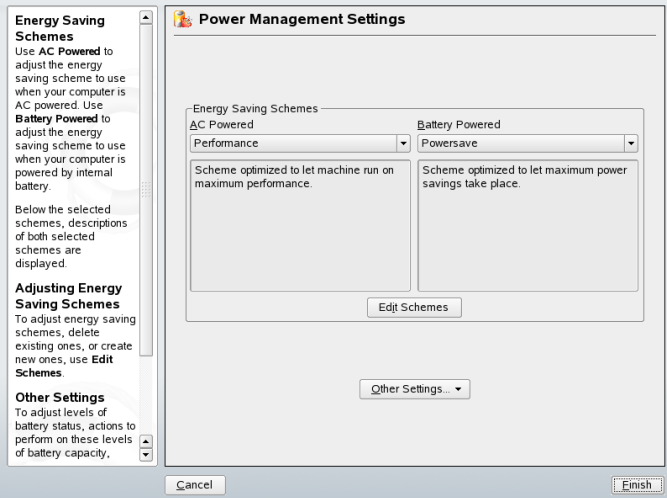 Energy Saving
Schemes
Use AC Powered to
adjust the energy
saving scheme to use
when your computer is
AC powered. Use
Battery Powered to
adjust the energy
saving scheme to use
when your computer is
powered by internal
battery.
Below the selected
schemes, descriptions
of both selected
schemes are
displayed.
Adjusting Energy
Saving Schemes
To adjust energy saving
schemes, delete
existing ones, or create
new ones, use Edit
Schemes.
Other Settings
To adjust levels of
battery status, actions to
perform on these levels
of battery capacity,
Power Management Settings
Energy Saving Schemes
AC Powered
Performance
Scheme optimized to let machine run on
maximum performance.
Battery Powered
Powersave
Scheme optimized to let maximum power
savings take place.
Edit Schemes
Other Settings...
Cancel
Finish